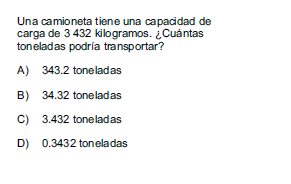 Una camioneta tiene una capacidad de
carga de 3 432 kilogramos. ¿Cuántas
toneladas podría transportar?
A) 343.2 toneladas
B) 34.32 toneladas
C) 3.432 toneladas
D) 0.3432 toneladas